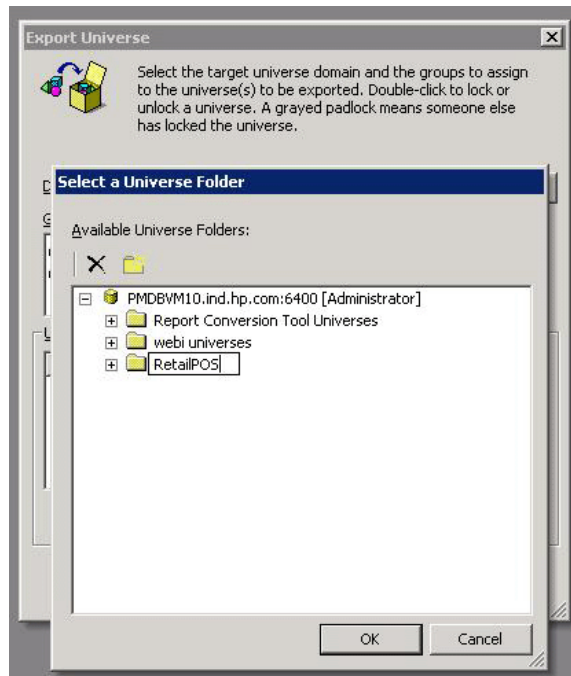 Export Universe
Select the target universe domain and the groups to assign
to the universe(s) to be exported. Double-click to lock or
unlock a universe. A grayed padlock means someone else
has locked the universe.
Select a Universe Folder
Available Universe Folders:
PMDBVM10.ind.hp.com:6400 [Administrator]
Report Conversion Tool Universes
webi universes
RetailPOS
OK
Cancel